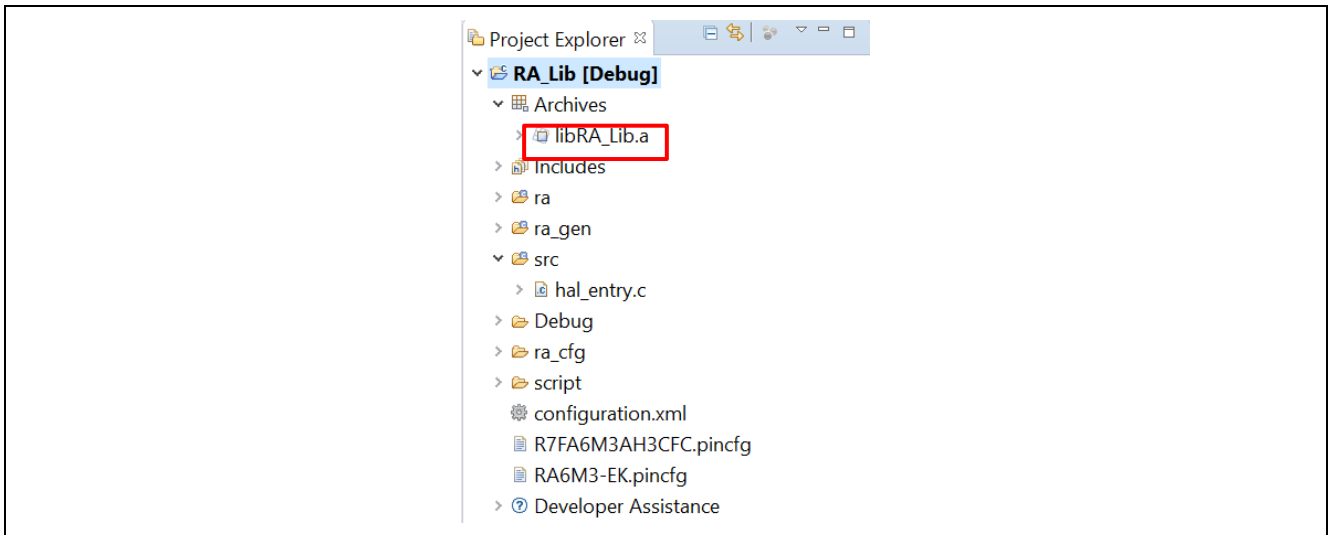 Project Explorer
RA_Lib [Debug]
Archives
libRA_Lib.a
Includes
ra
ra_gen
src
hal_entry.c
Debug
ra_cfg
script
configuration.xml
R7FA6M3AH3CFC.pincfg
RA6M3-EK.pincfg
Developer Assistance